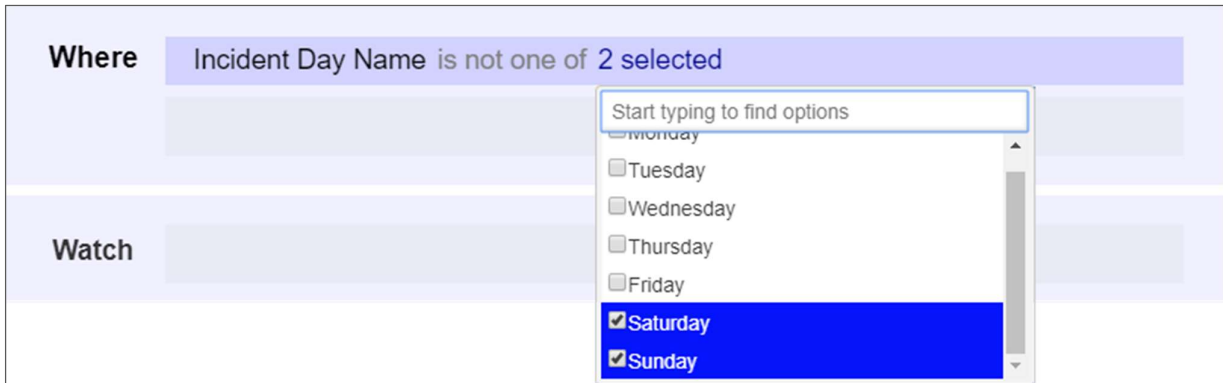 Where Incident Day Name is not one of 2 selected
Start typing to find options
Monday
Tuesday
Wednesday
Watch Thursday
Friday
Saturday
Sunday